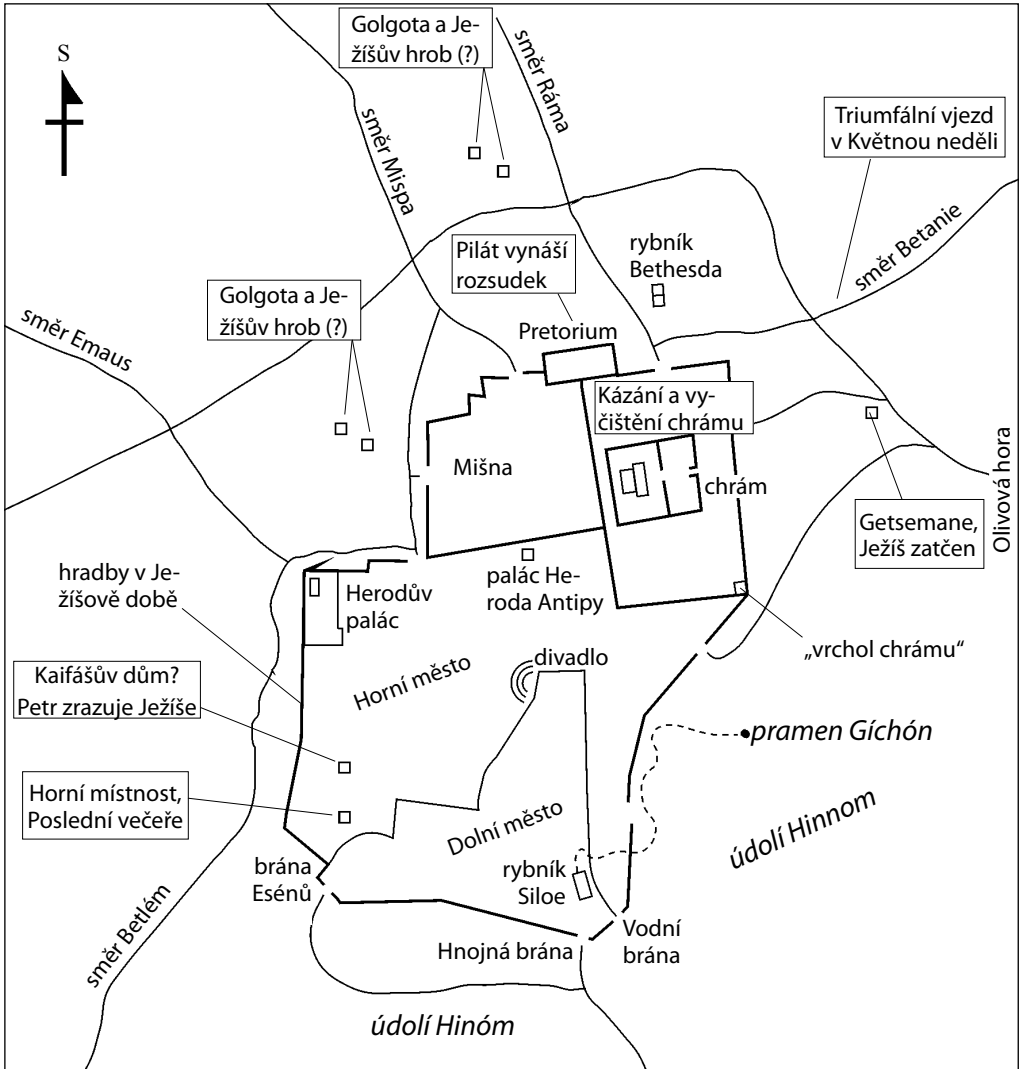 Golgota a Je-
žíšův hrob (?)
S
směr Ráma
směr Mispa
Triumfální vjezd
v Květnou neděli
Pilát vynáší
rozsudek
rybník
Bethesda
směr Betanie
Golgota a Je-
žíšův hrob (?)
směr Emaus
Pretorium
Kázání a vy-
čištění chrámu
Mišna
chrám
Olivová hora
Getsemane,
Ježíš zatčen
hradby v Je-
žíšově době
Herodův
palác
palác He-
roda Antipy
„vrchol chrámu“
divadlo
Horní město
Kaifášův dům?
Petr zrazuje Ježíše
pramen Gíchón
Horní místnost,
Poslední večeře
Dolní město
údolí Hinnom
brána
Esénů
rybník
Siloe
směr Betlém
Vodní
brána
Hnojná brána
údolí Hinóm